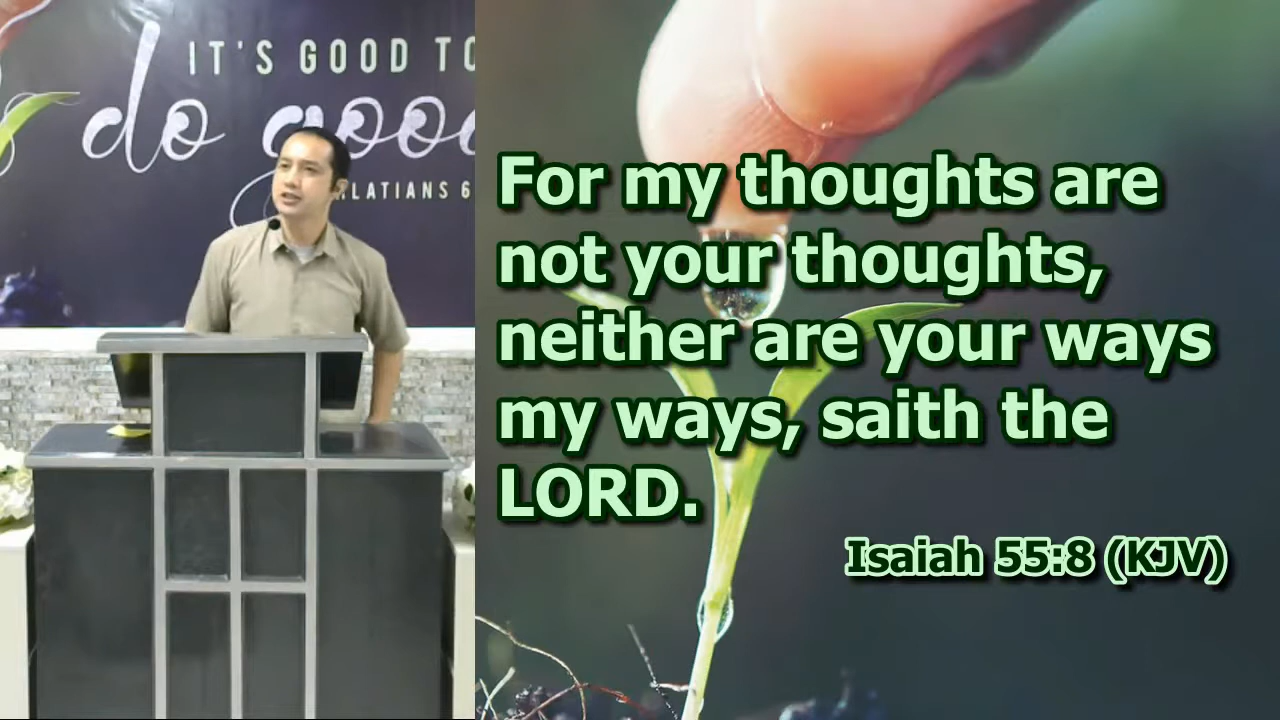 IT'S GOOD TO
do good
LATIANS 6
For my thoughts are
not your thoughts,
neither are your ways
my ways, saith the
LORD.
Isaiah 55:8 (KJV)